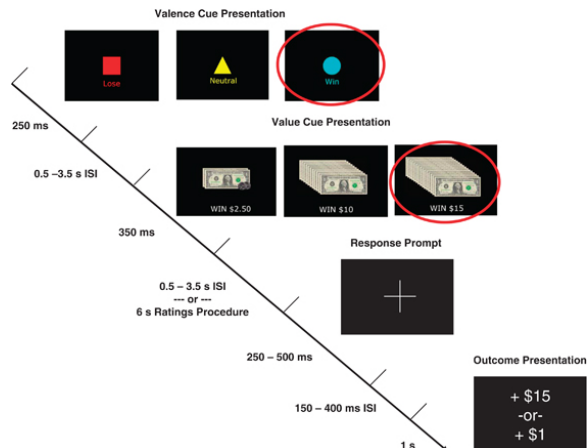 Valence Cue Presentation
Lose
Neutral
Win
250 ms
Value Cue Presentation
0.5 –3.5 s ISI
WIN $2.50
WIN $10
WIN $15
350 ms
Response Prompt
0.5 – 3.5 s ISI
--- or ---
6 s Ratings Procedure
250 – 500 ms
Outcome Presentation
150 – 400 ms ISI
+ $15
-or-
+ $1
1 s